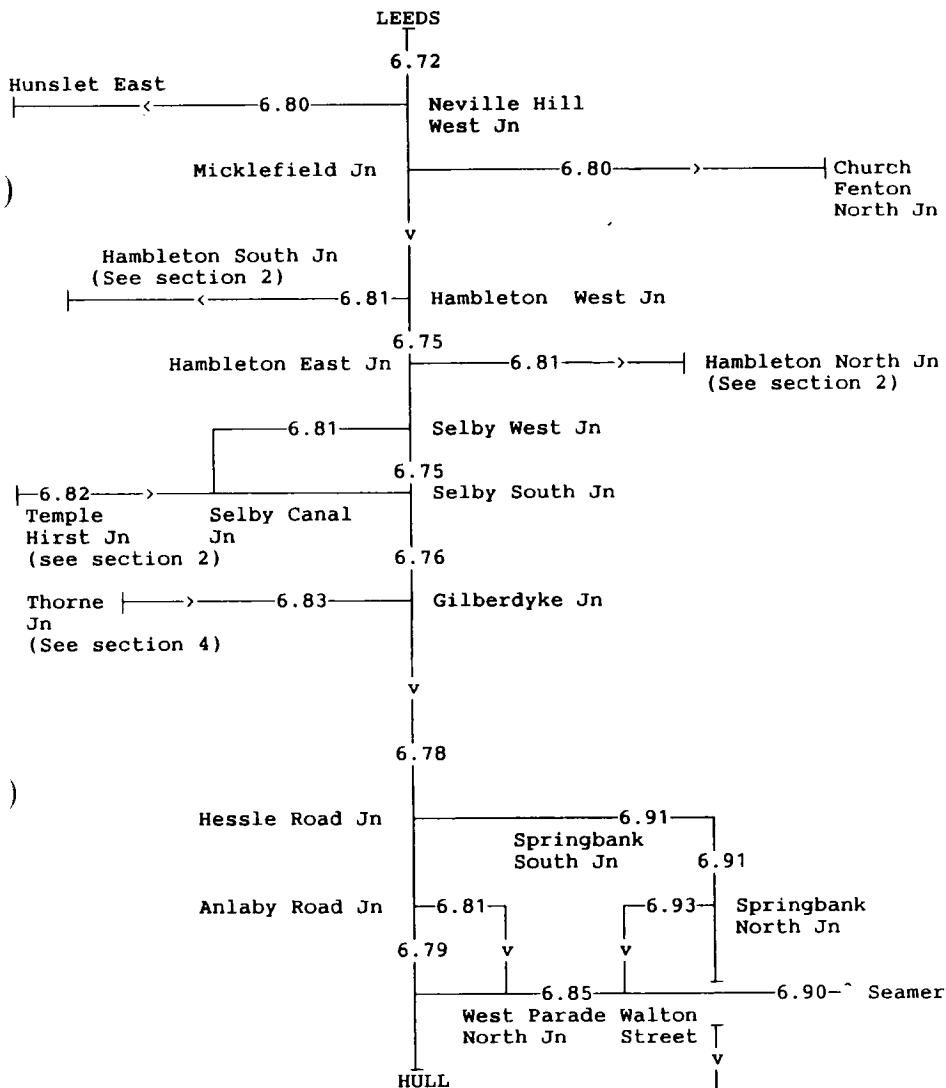 LEEDS
6.72
Hunslet East
6.80
Neville Hill
West Jn
Micklefield Jn
6.80
Church
Fenton
North Jn
)
v
Hambleton South Jn
(See section 2)
<
6.81
Hambleton West Jn
6.75
Hambleton East Jn
6.81
Hambleton North Jn
(See section 2)
6.81
Selby West Jn
6.75
6.82
Selby South Jn
Temple
Hirst Jn
(see section 2)
Selby Canal
Jn
6.76
Thorne
Jn
(See section 4)
6.83
Gilberdyke Jn
v
6.78
)
Hessle Road Jn
6.91
Springbank
South Jn
6.91
Anlaby Road Jn
6.81
6.93
Springbank
North Jn
6.79
v
v
6.85
6.90
Seamer
West Parade
North Jn
Walton
Street
v
HULL